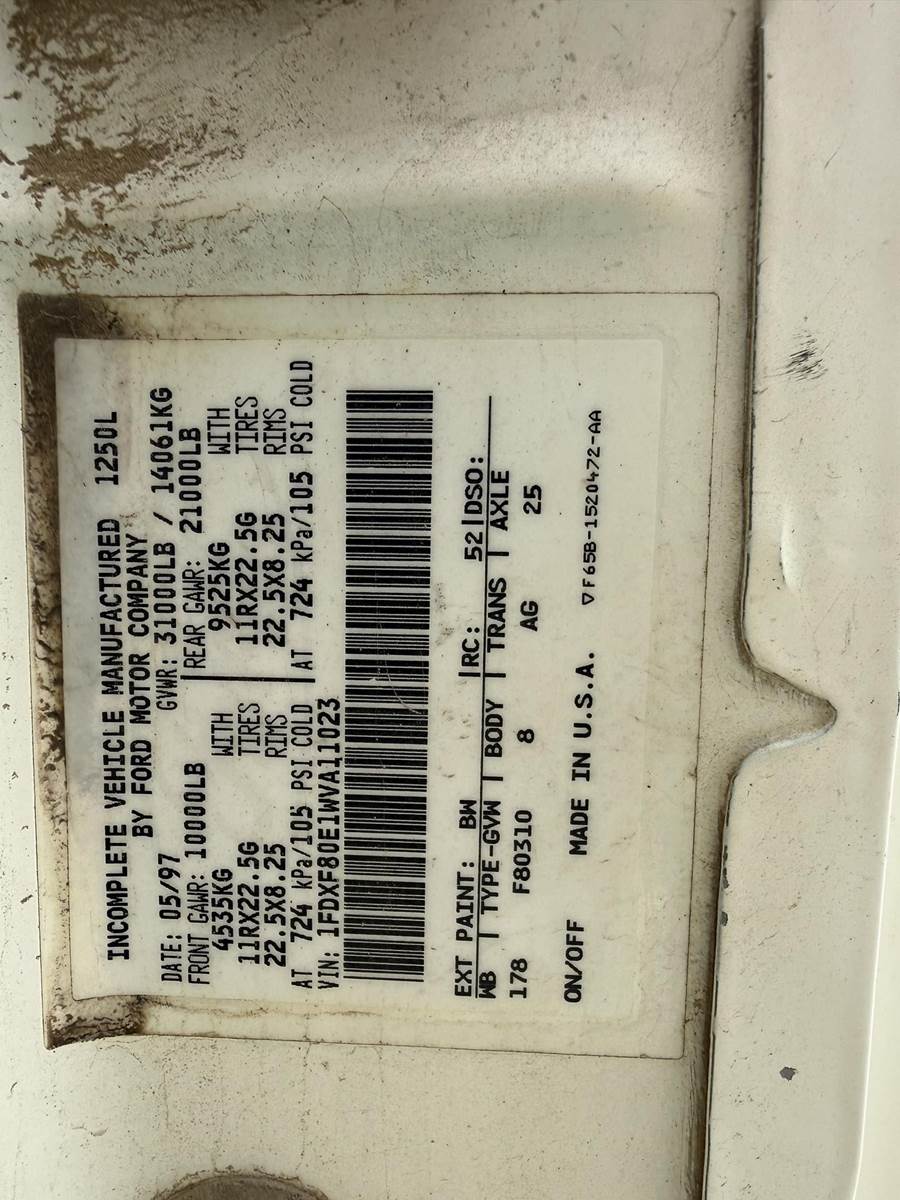 INCOMPLETE VEHICLE MANUFACTURED 1250L
BY FORD MOTOR COMPANY
DATE: 05/97 GVWR: 31000LB / 14061KG
FRONT GAWR: 10000LB REAR GAWR: 21000LB
4535KG WITH 9525KG WITH
11RX22.5G TIRES 11RX22.5G TIRES
22.5X8.25 RIMS 22.5X8.25 RIMS
AT 724 kPa/105 PSI COLD AT 724 kPa/105 PSI COLD
VIN: 1FDXF80E1WVA11023
EXT PAINT: BW RC: 52 DSO:
WB TYPE-GVW BODY TRANS AXLE
178 F80310 8 AG 25
ON/OFF MADE IN U.S.A. ▽F65B-1520472-AA